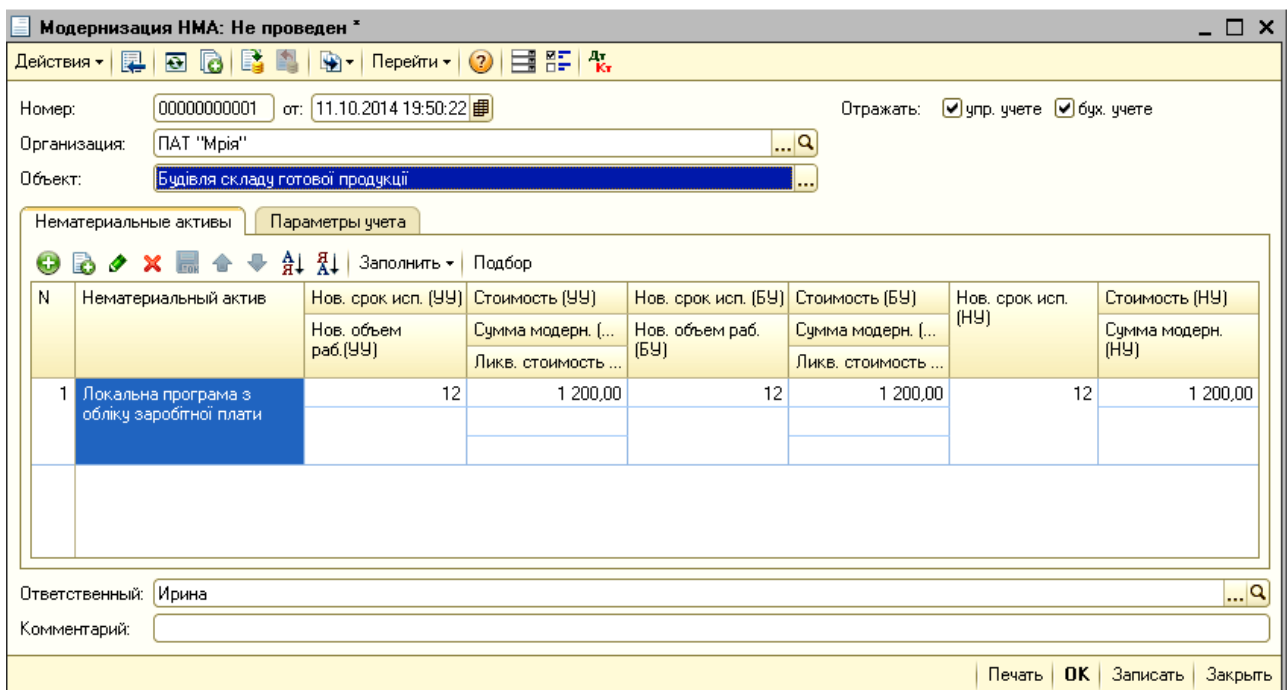 Модернизация НМА: Не проведен *
Действия Перейти Дт Кт
Номер: 00000000001 от: 11.10.2014 19:50:22 Отражать: упр. учете бух. учете
Организация: ПАТ "Мрія" ...
Объект: Будівля складу готової продукції ...
Нематериальные активы Параметры учета
Заполнить Подбор
N Нематериальный актив Нов. срок исп. (УУ) Стоимость (УУ) Нов. срок исп. (БУ) Стоимость (БУ) Нов. срок исп. (НУ) Стоимость (НУ)
Нов. объем раб.(УУ) Сумма модерн. (... Нов. объем раб. (БУ) Сумма модерн. (... Сумма модерн. (НУ)
Ликв. стоимость ... Ликв. стоимость ...
1 Локальна програма з 12 1 200,00 12 1 200,00 12 1 200,00
обліку заробітної плати
Ответственный: Ирина ...
Комментарий:
Печать OK Записать Закрыть